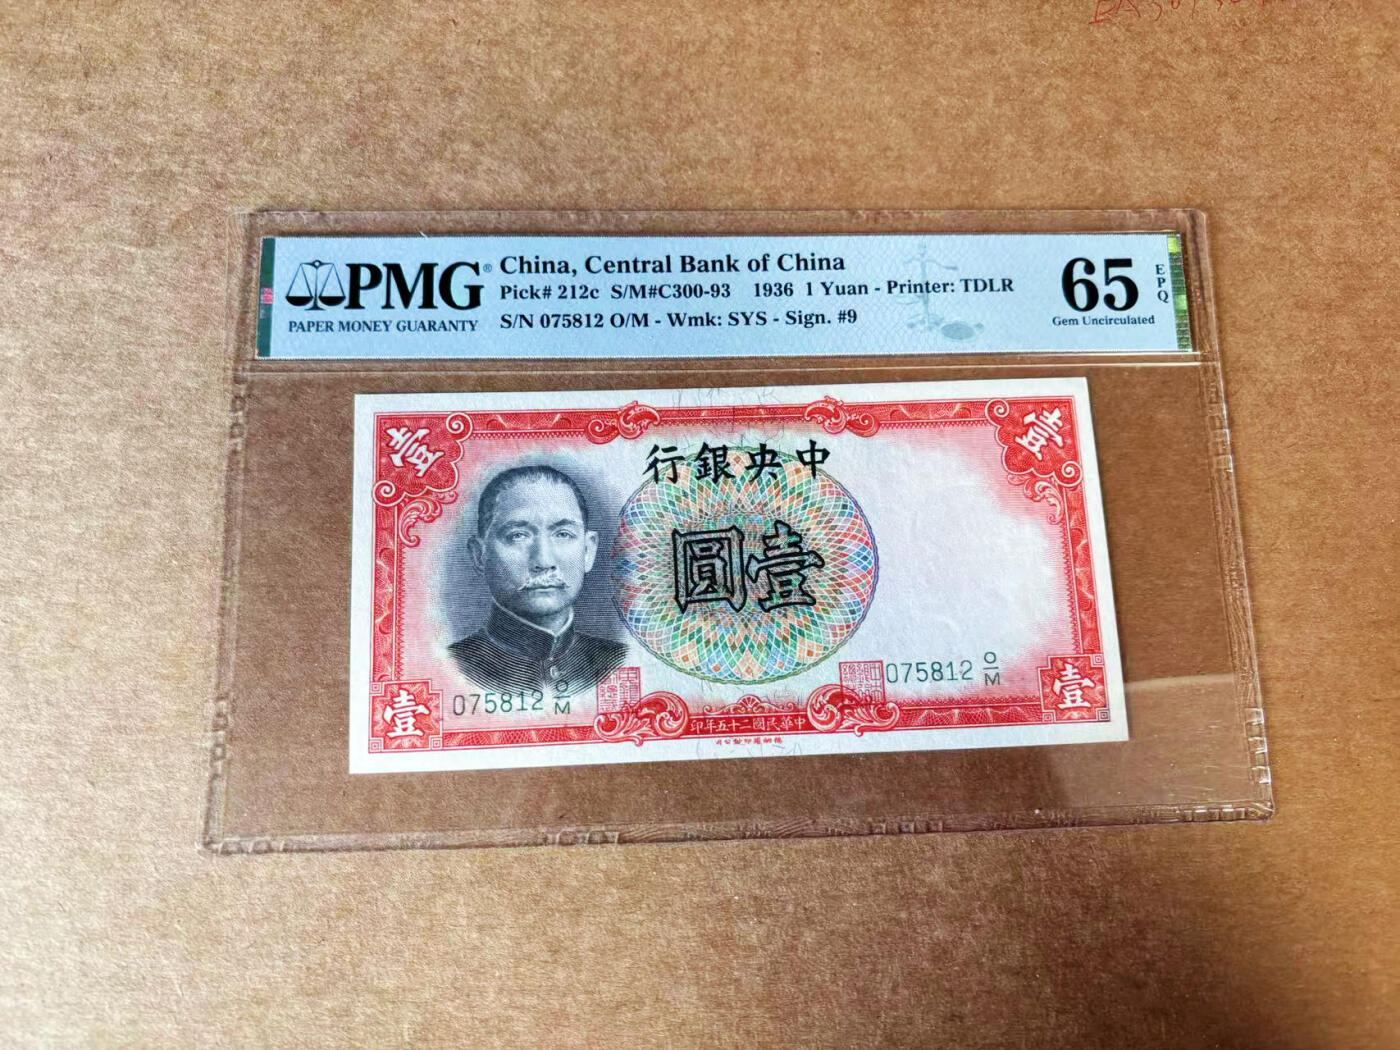 PMG®
PAPER MONEY GUARANTY
China, Central Bank of China
Pick# 212c S/M#C300-93 1936 1 Yuan - Printer: TDLR
S/N 075812 O/M - Wmk: SYS - Sign. #9
65
EPQ
Gem Uncirculated
壹
壹
行銀央中
圓壹
075812 O/M
075812 O/M
壹
壹
印年五十二國民華中